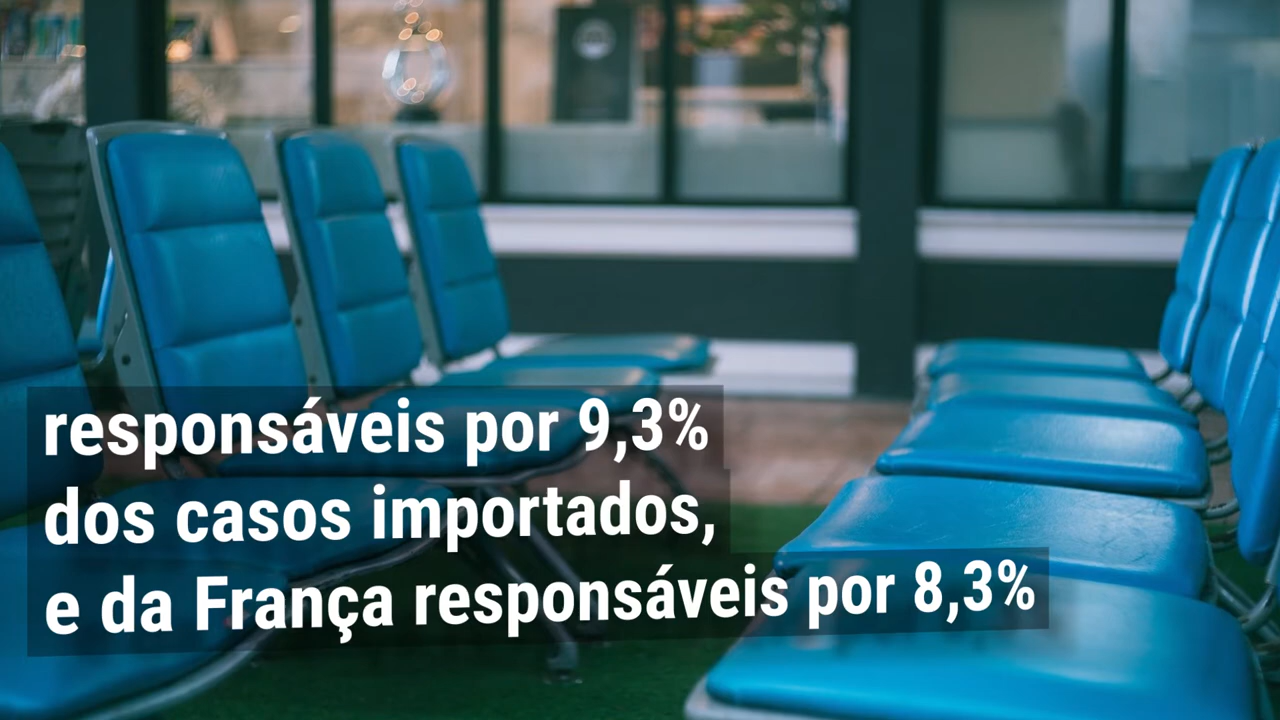 responsáveis por 9,3%
dos casos importados,
e da França responsáveis por 8,3%